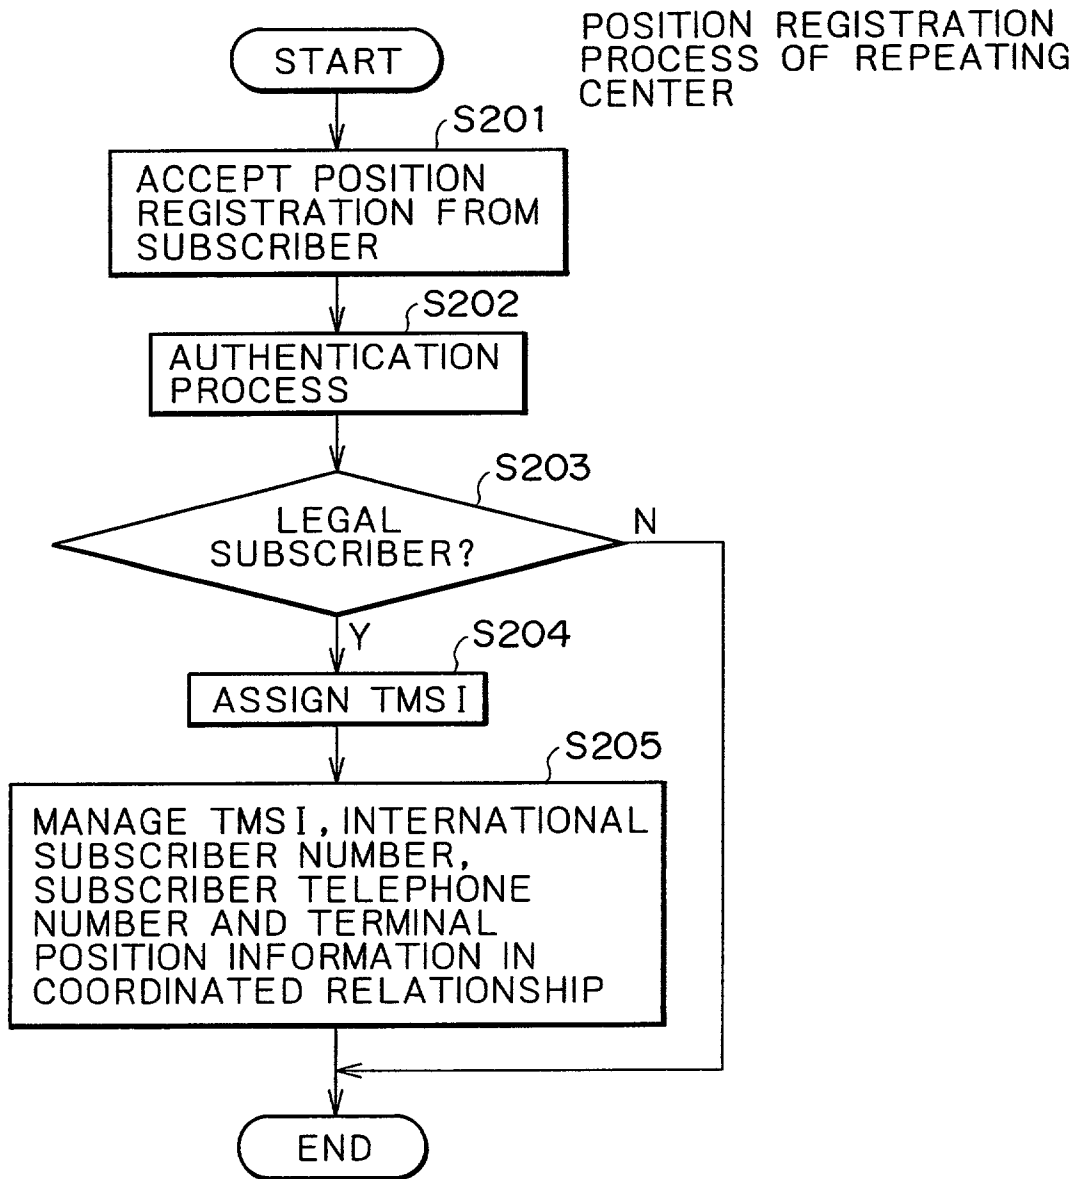 POSITION REGISTRATION
PROCESS OF REPEATING
CENTER
START
S201
ACCEPT POSITION
REGISTRATION FROM
SUBSCRIBER
S202
AUTHENTICATION
PROCESS
S203
LEGAL
SUBSCRIBER?
N
Y
S204
ASSIGN TMSI
S205
MANAGE TMSI, INTERNATIONAL
SUBSCRIBER NUMBER,
SUBSCRIBER TELEPHONE
NUMBER AND TERMINAL
POSITION INFORMATION IN
COORDINATED RELATIONSHIP
END